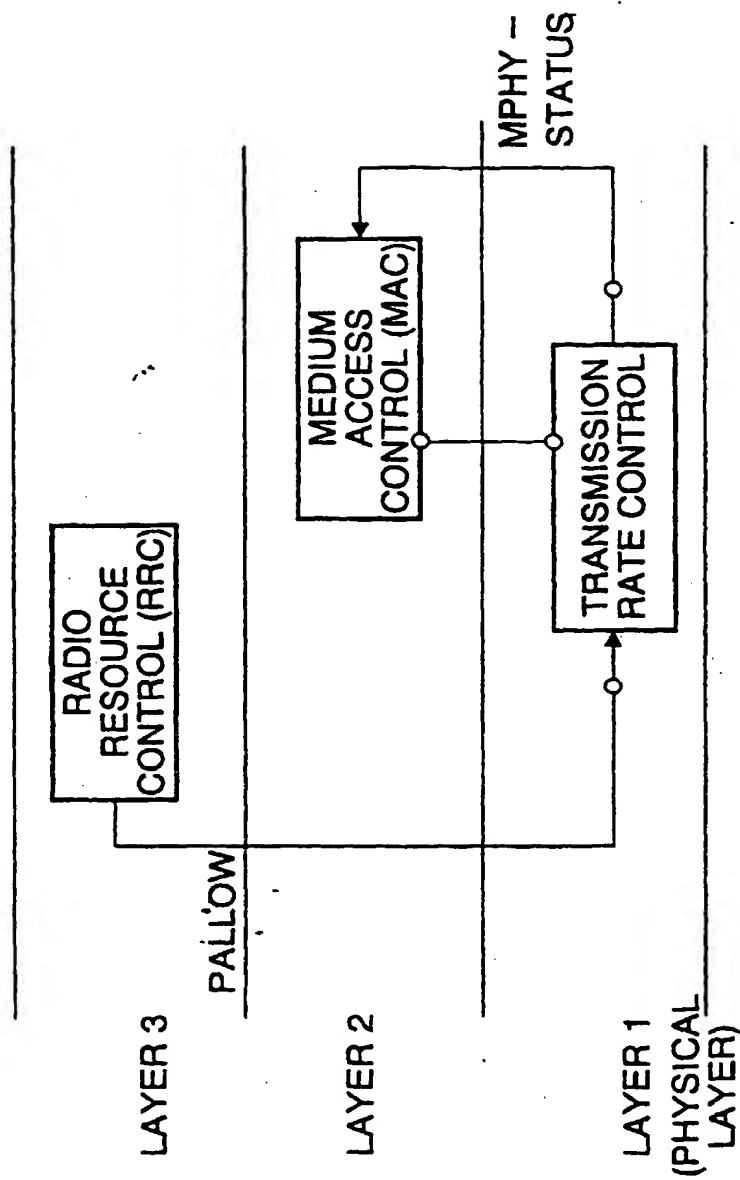 LAYER 3
RADIO
RESOURCE
CONTROL (RRC)
PALLOW
LAYER 2
MEDIUM
ACCESS
CONTROL (MAC)
MPHY –
STATUS
LAYER 1
(PHYSICAL
LAYER)
TRANSMISSION
RATE CONTROL